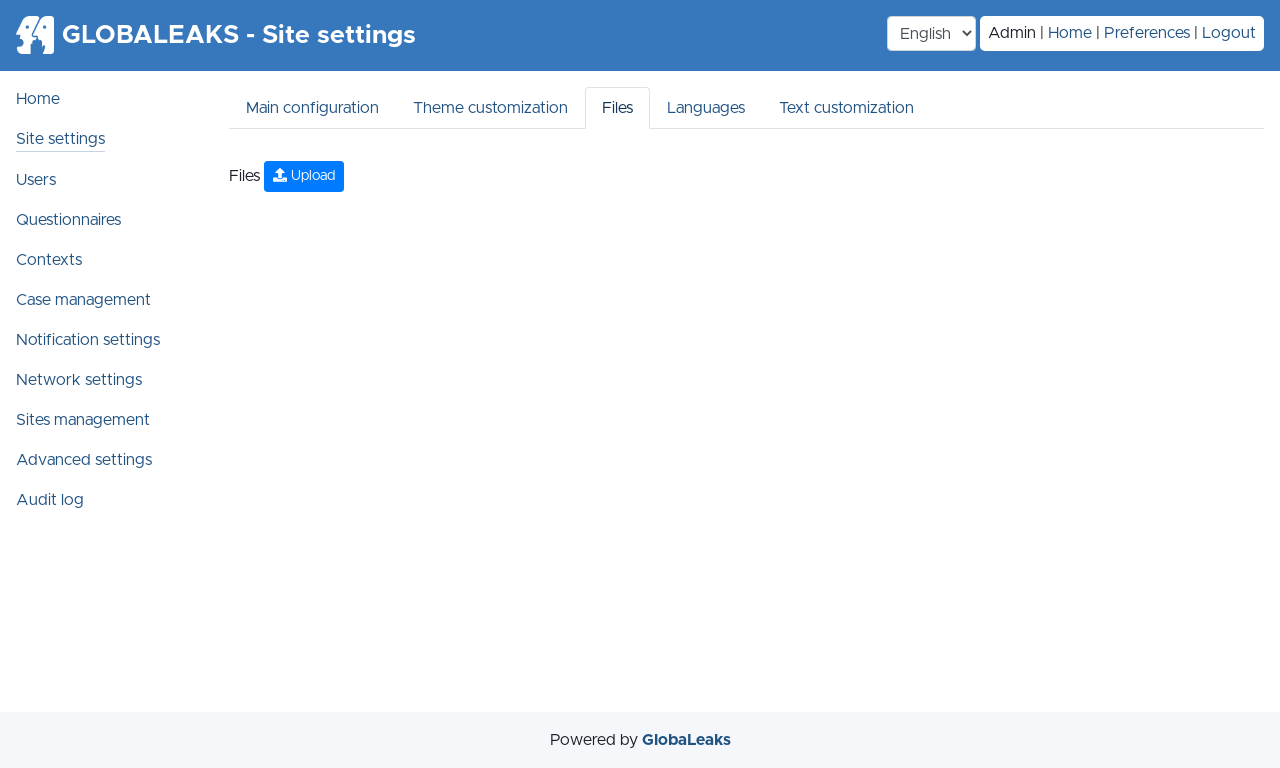 GLOBALEAKS - Site settings
English
Admin | Home | Preferences | Logout
Home
Site settings
Users
Questionnaires
Contexts
Case management
Notification settings
Network settings
Sites management
Advanced settings
Audit log
Main configuration
Theme customization
Files
Languages
Text customization
Files
Upload
Powered by GlobaLeaks